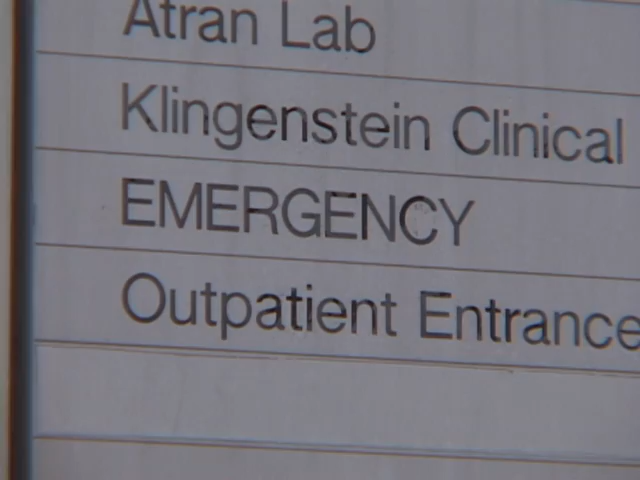 Atran Lab
Klingenstein Clinical
EMERGENCY
Outpatient Entrance